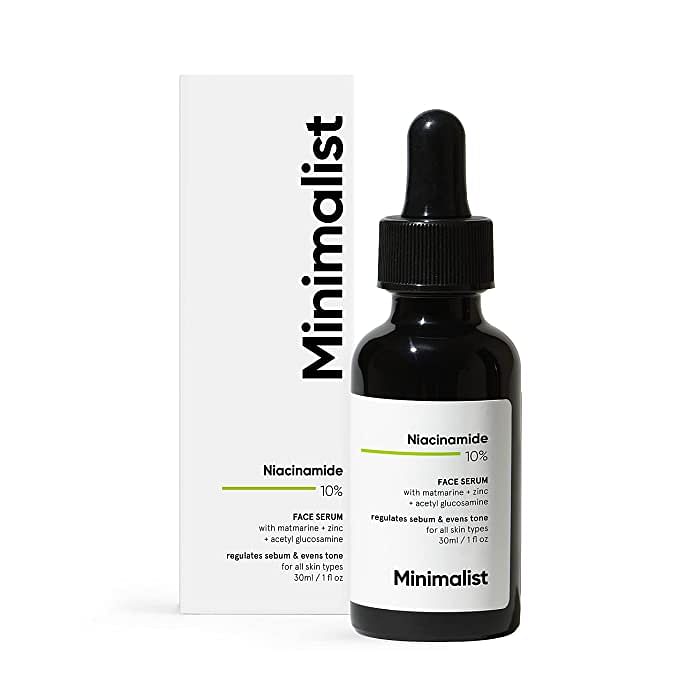 Minimalist
Niacinamide
10%
FACE SERUM
with matmarine + zinc
+ acetyl glucosamine
regulates sebum & evens tone
for all skin types
30ml / 1 fl oz
Niacinamide
10%
FACE SERUM
with matmarine + zinc
+ acetyl glucosamine
regulates sebum & evens tone
for all skin types
30ml / 1 fl oz
Minimalist